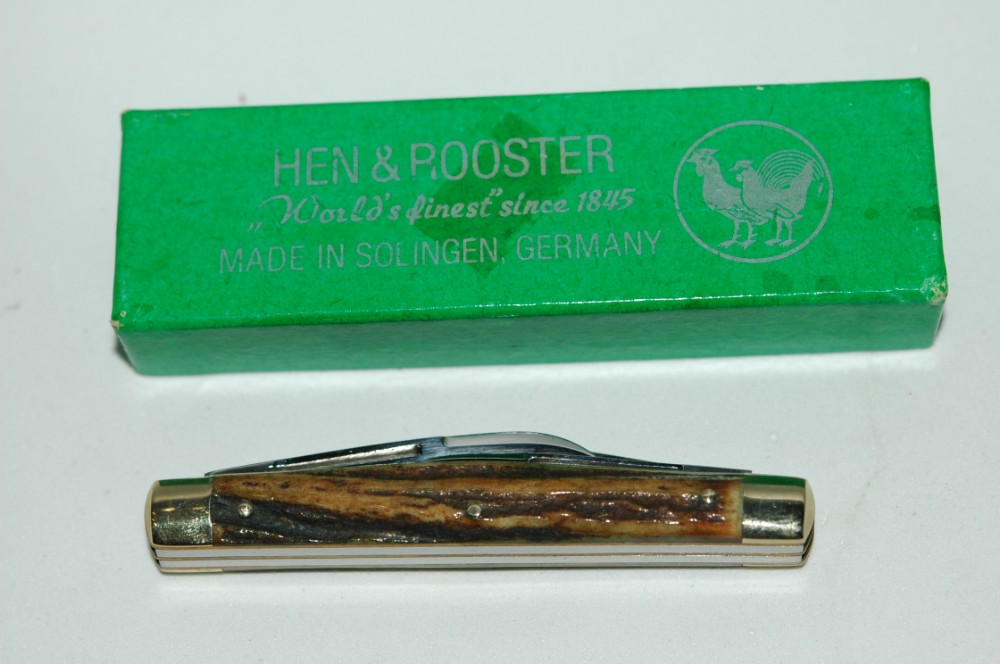 HEN & ROOSTER
„World's finest" since 1845
MADE IN SOLINGEN, GERMANY